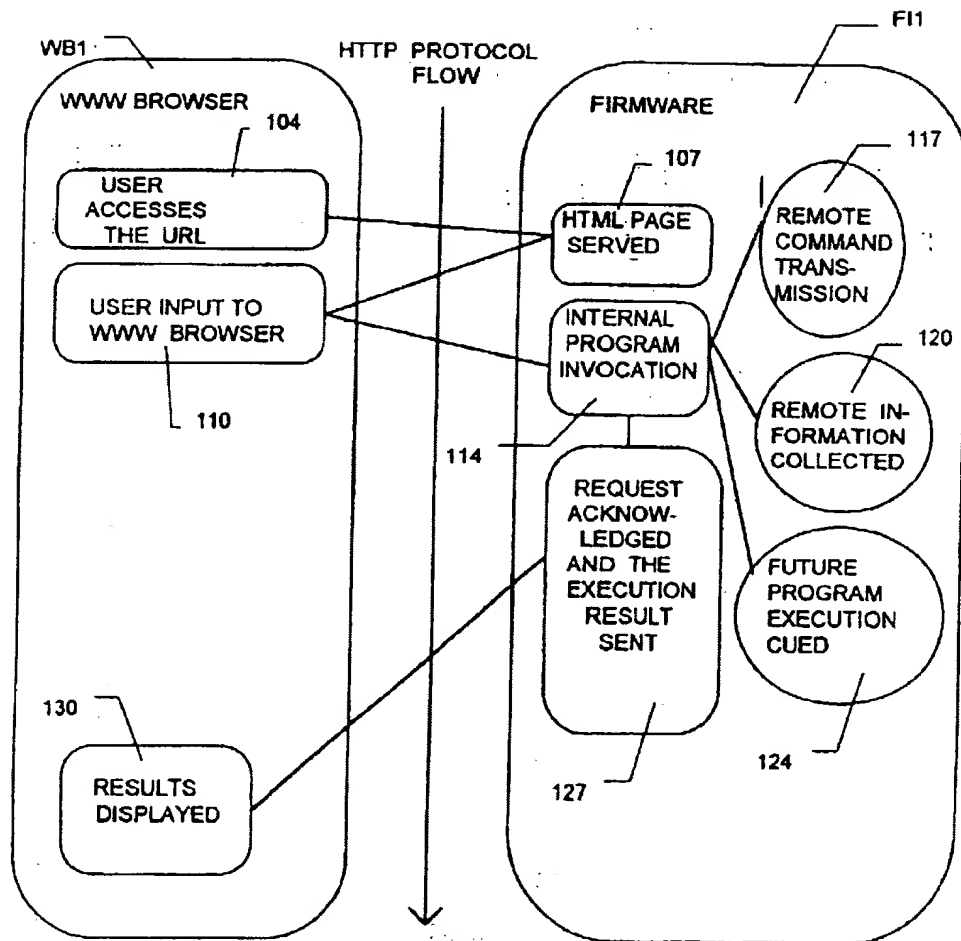 WB1
HTTP PROTOCOL
FLOW
FI1
WWW BROWSER
104
USER
ACCESSES
THE URL
USER INPUT TO
WWW BROWSER
110
FIRMWARE
107
117
HTML PAGE
SERVED
REMOTE
COMMAND
TRANS-
MISSION
INTERNAL
PROGRAM
INVOCATION
114
120
REMOTE IN-
FORMATION
COLLECTED
REQUEST
ACKNOW-
LEDGED
AND THE
EXECUTION
RESULT
SENT
FUTURE
PROGRAM
EXECUTION
CUED
124
127
130
RESULTS
DISPLAYED